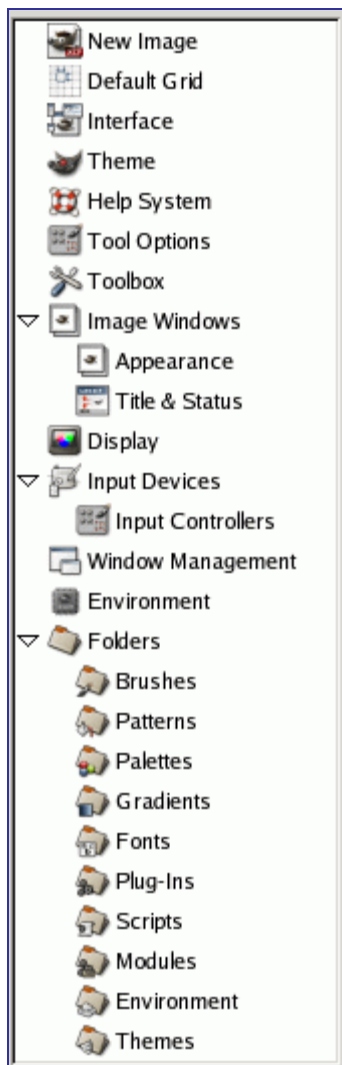 New Image
Default Grid
Interface
Theme
Help System
Tool Options
Toolbox
Image Windows
Appearance
Title & Status
Display
Input Devices
Input Controllers
Window Management
Environment
Folders
Brushes
Patterns
Palettes
Gradients
Fonts
Plug-Ins
Scripts
Modules
Environment
Themes